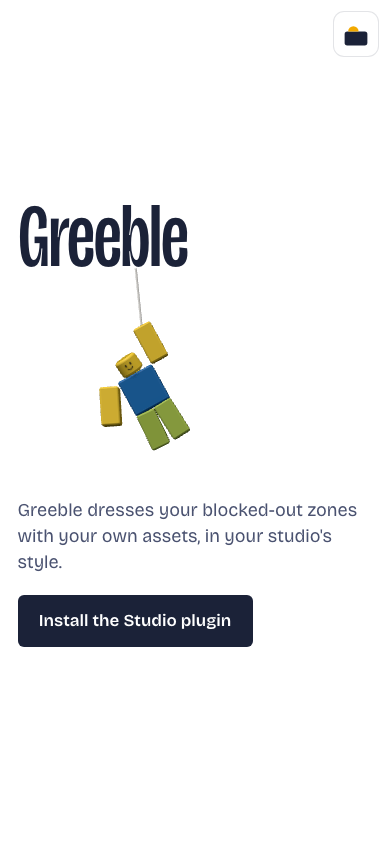 Greeble
Greeble dresses your blocked-out zones
with your own assets, in your studio's
style.
Install the Studio plugin